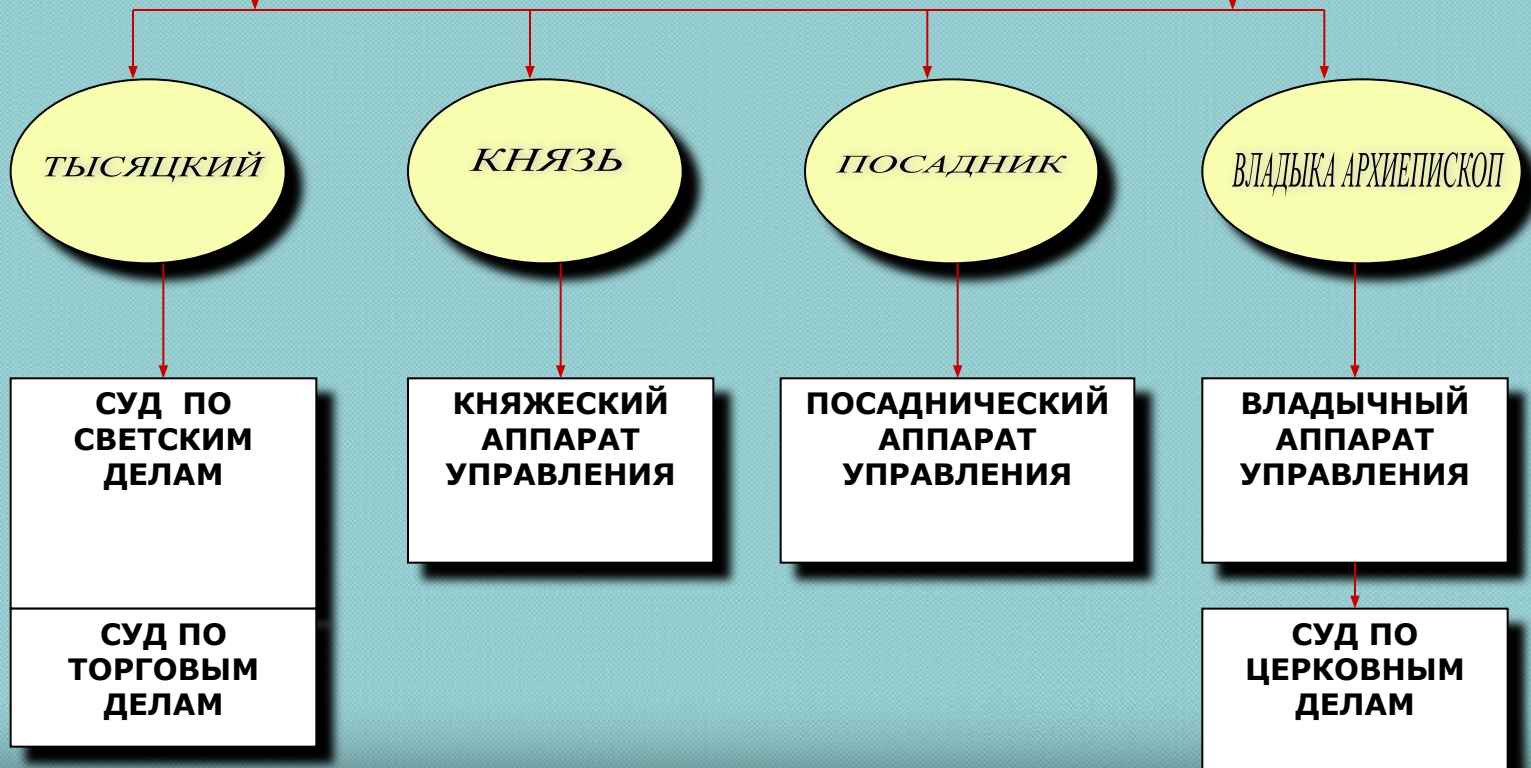 ТЫСЯЦКИЙ
КНЯЗЬ
ПОСАДНИК
ВЛАДЫКА АРХИЕПИСКОП
СУД ПО
СВЕТСКИМ
ДЕЛАМ
КНЯЖЕСКИЙ
АППАРАТ
УПРАВЛЕНИЯ
ПОСАДНИЧЕСКИЙ
АППАРАТ
УПРАВЛЕНИЯ
ВЛАДЫЧНЫЙ
АППАРАТ
УПРАВЛЕНИЯ
СУД ПО
ТОРГОВЫМ
ДЕЛАМ
СУД ПО
ЦЕРКОВНЫМ
ДЕЛАМ